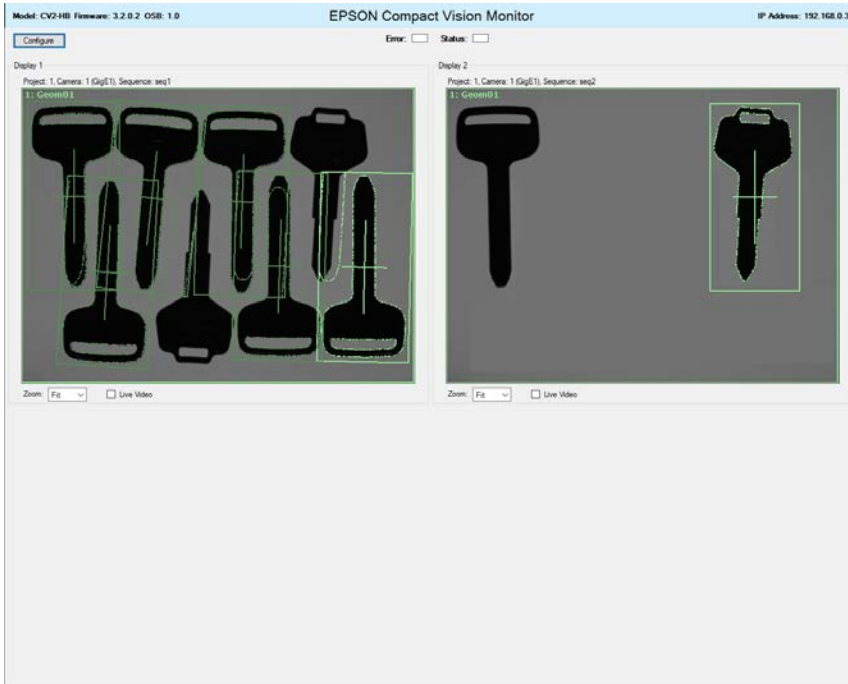 Model: CV2-HB Firmware: 3.2.0.2 OSB: 1.0 EPSON Compact Vision Monitor IP Address: 192.168.0.3
Configure Error: Status:
Display 1 Display 2
Project: 1, Camera: 1 (GigE1), Sequence: seq1 Project: 1, Camera: 1 (GigE1), Sequence: seq2
1: Geom01 1: Geom01
Zoom: Fit Live Video Zoom: Fit Live Video